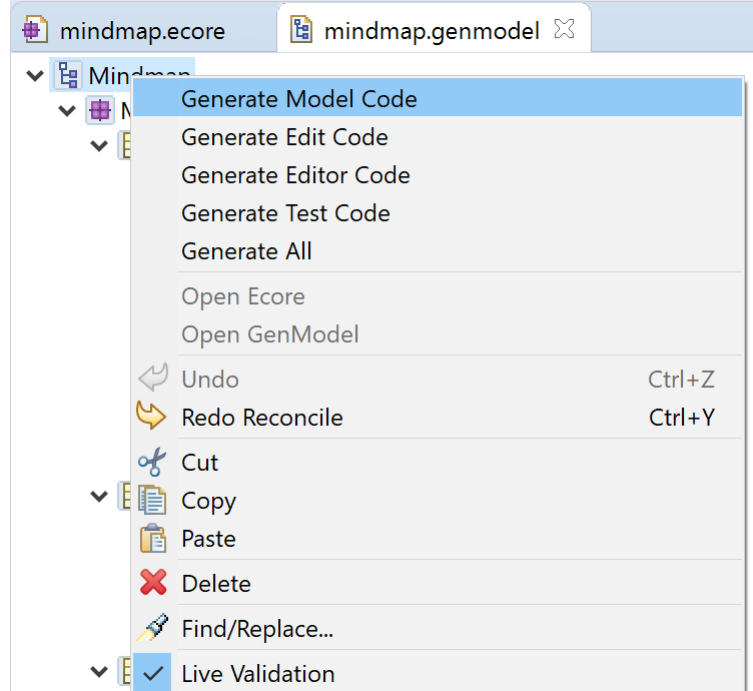 mindmap.ecore mindmap.genmodel
Mindmap
Generate Model Code
Generate Edit Code
Generate Editor Code
Generate Test Code
Generate All
Open Ecore
Open GenModel
Undo Ctrl+Z
Redo Reconcile Ctrl+Y
Cut
Copy
Paste
Delete
Find/Replace...
Live Validation